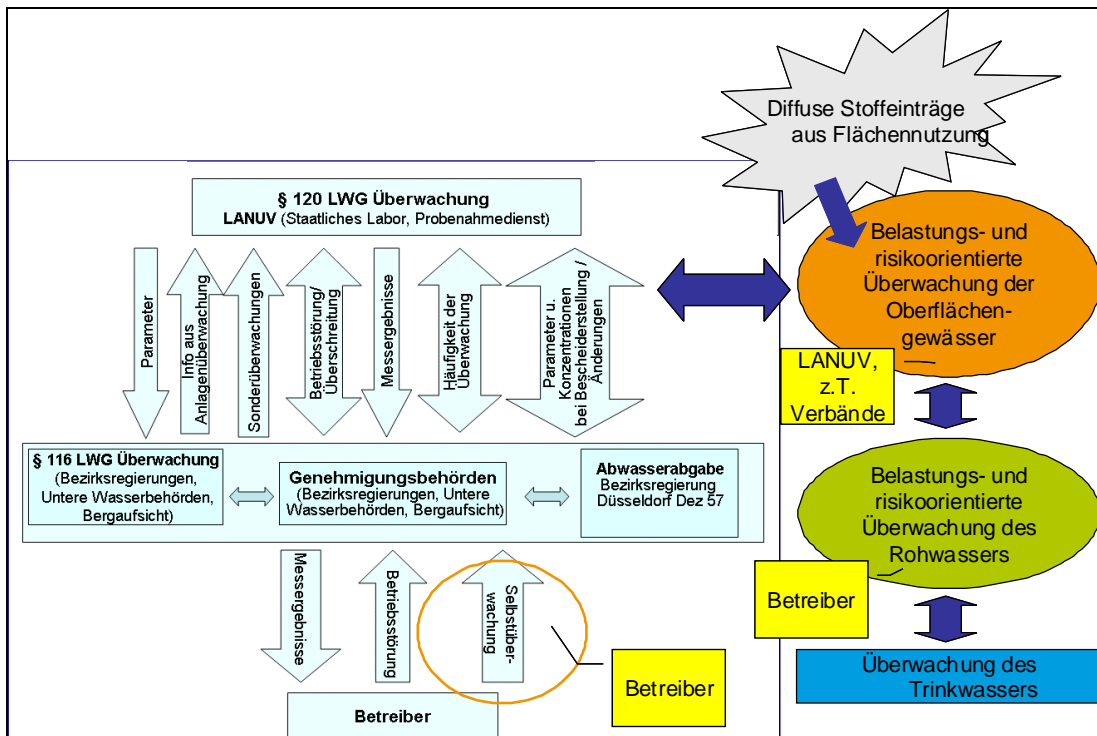 Diffuse Stoffeinträge
aus Flächennutzung
§ 120 LWG Überwachung
LANUV (Staatliches Labor, Probenahmedienst)
Parameter
Info aus
Anlagenüberwachung
Sonderüberwachungen
Betriebsstörung/
Überschreitung
Messergebnisse
Häufigkeit der
Überwachung
Parameter u.
Konzentrationen
bei Bescheiderstellung /
Änderungen
Belastungs- und
risikoorientierte
Überwachung der
Oberflächen-
gewässer
LANUV,
z.T.
Verbände
§ 116 LWG Überwachung
(Bezirksregierungen,
Untere Wasserbehörden,
Bergaufsicht)
Genehmigungsbehörden
(Bezirksregierungen, Untere
Wasserbehörden, Bergaufsicht)
Abwasserabgabe
Bezirksregierung
Düsseldorf Dez 57
Belastungs- und
risikoorientierte
Überwachung des
Rohwassers
Betreiber
Messergebnisse
Betriebsstörung
Selbstüber-
wachung
Betreiber
Betreiber
Überwachung des
Trinkwassers